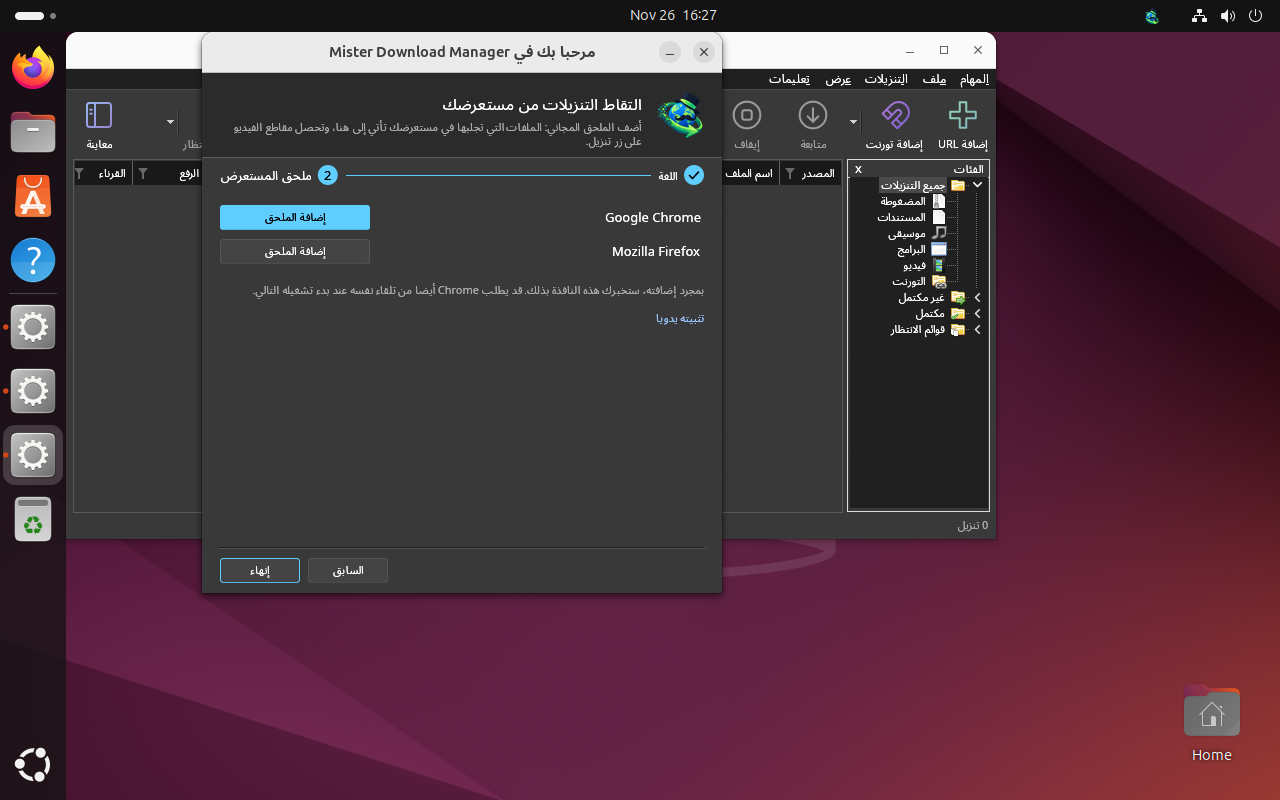 Nov 26 16:27
مرحبا بك في Mister Download Manager
المهام
ملف
التنزيلات
عرض
تعليمات
التقاط التنزيلات من مستعرضك
أضف الملحق المجاني: الملفات التي تجلبها في مستعرضك تأتي إلى هنا، وتحصل مقاطع الفيديو
على زر تنزيل.
إضافة URL
إضافة تورنت
متابعة
إيقاف
نتظار
معاينة
الفئات
X
المصدر
اسم الملف
الرفع
القرناء
اللغة
2
ملحق المستعرض
جميع التنزيلات
المضغوطة
المستندات
موسيقى
البرامج
فيديو
التورنت
غير مكتمل
مكتمل
قوائم الانتظار
Google Chrome
إضافة الملحق
Mozilla Firefox
إضافة الملحق
بمجرد إضافته، ستخبرك هذه النافذة بذلك. قد يطلب Chrome أيضا من تلقاء نفسه عند بدء تشغيله التالي.
تثبيته يدويا
0 تنزيل
السابق
إنهاء
Home